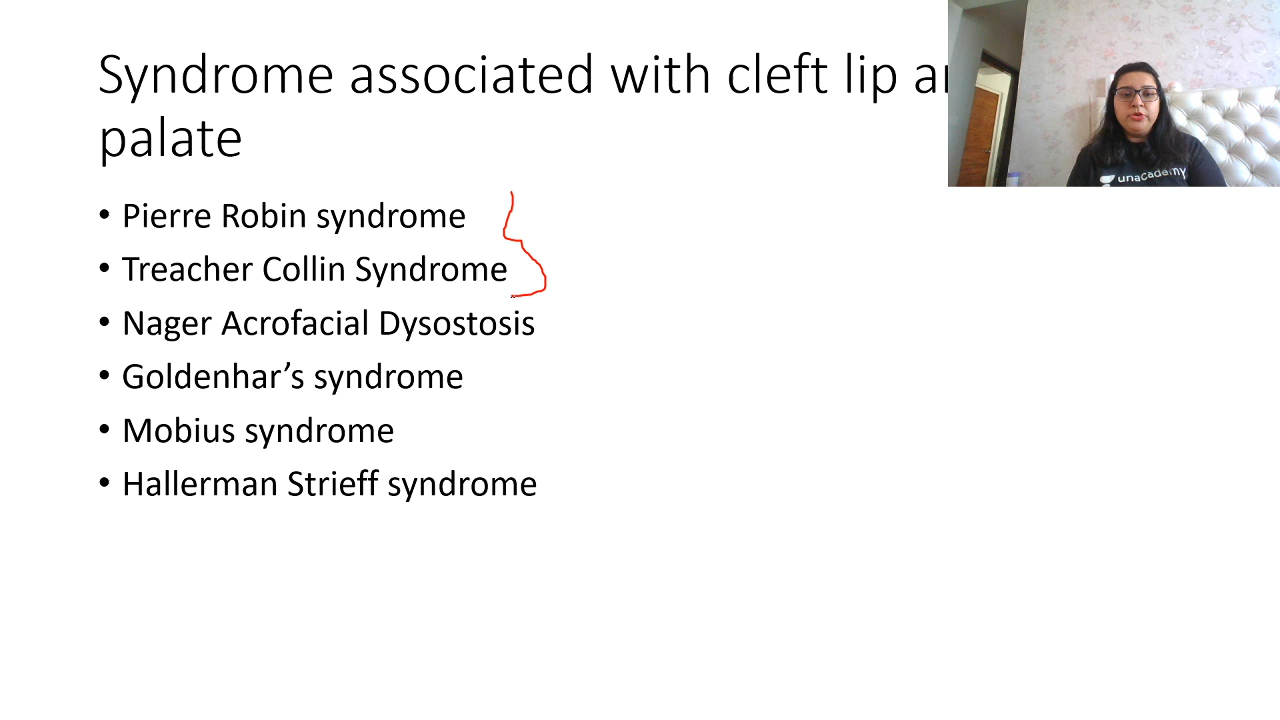 Syndrome associated with cleft lip
palate
• Pierre Robin syndrome
• Treacher Collin Syndrome
• Nager Acrofacial Dysostosis
• Goldenhar’s syndrome
• Mobius syndrome
• Hallerman Strieff syndrome
unacademy